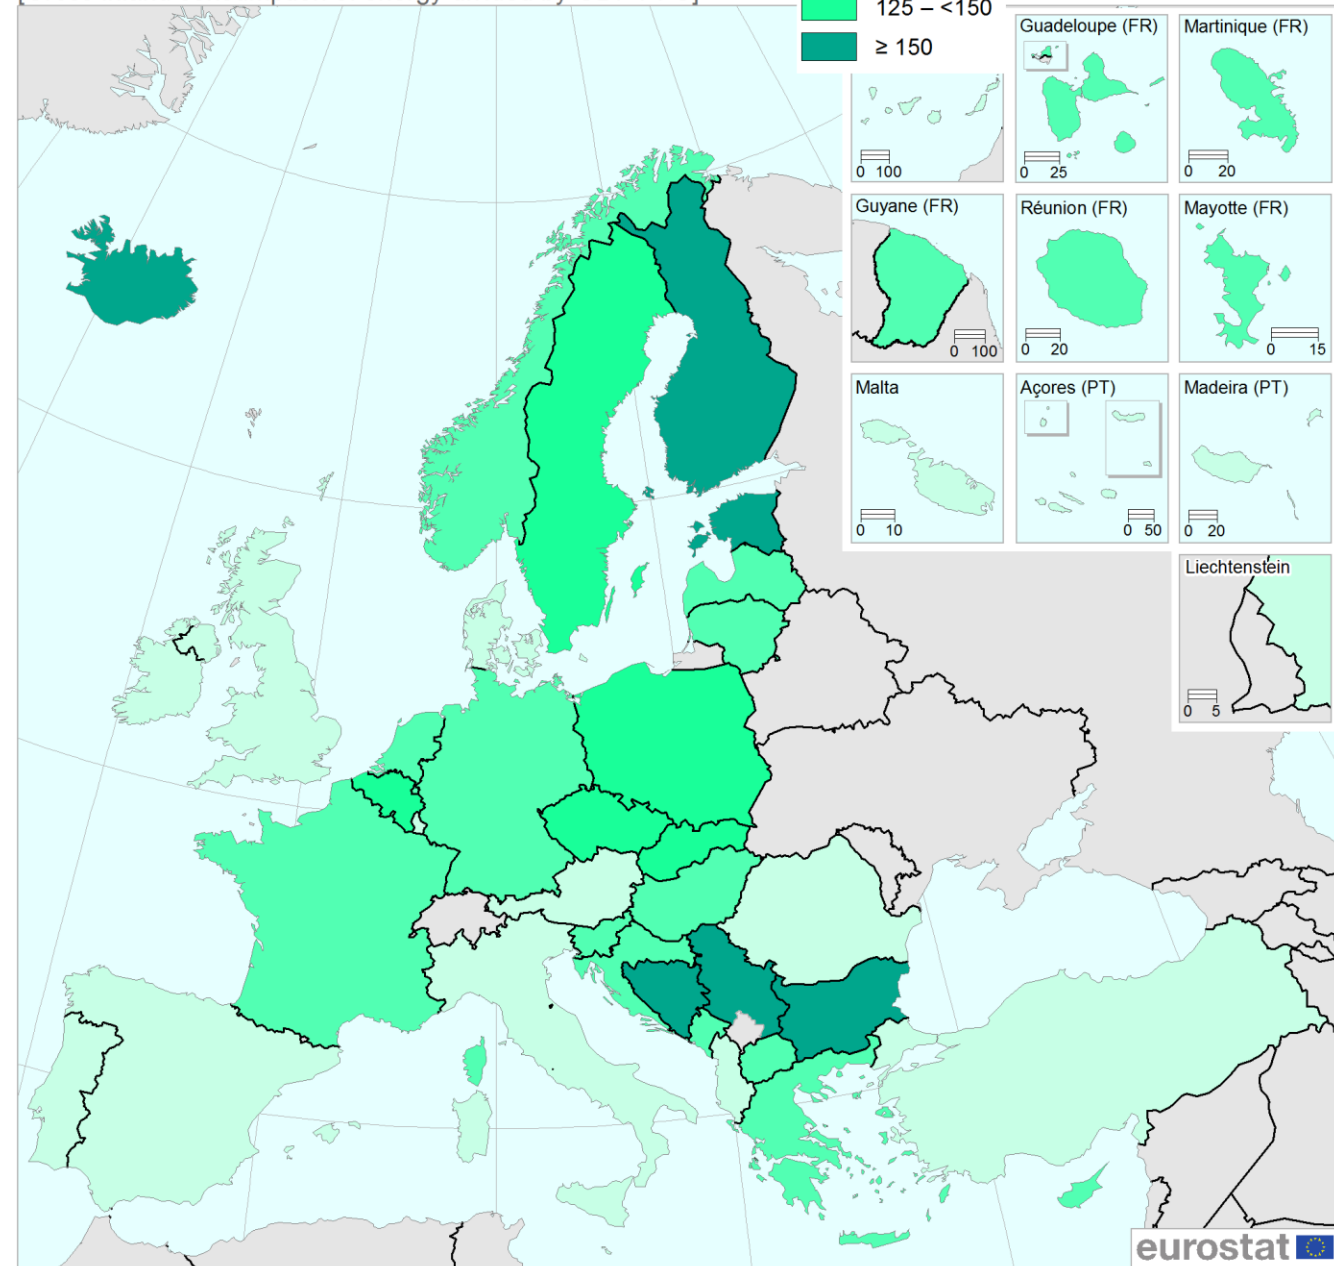 125 – <150
≥ 150
Guadeloupe (FR)
Martinique (FR)
0 100
0 25
0 20
Guyane (FR)
Réunion (FR)
Mayotte (FR)
0 100
0 20
0 15
Malta
Açores (PT)
Madeira (PT)
0 10
0 50
0 20
Liechtenstein
0 5
eurostat